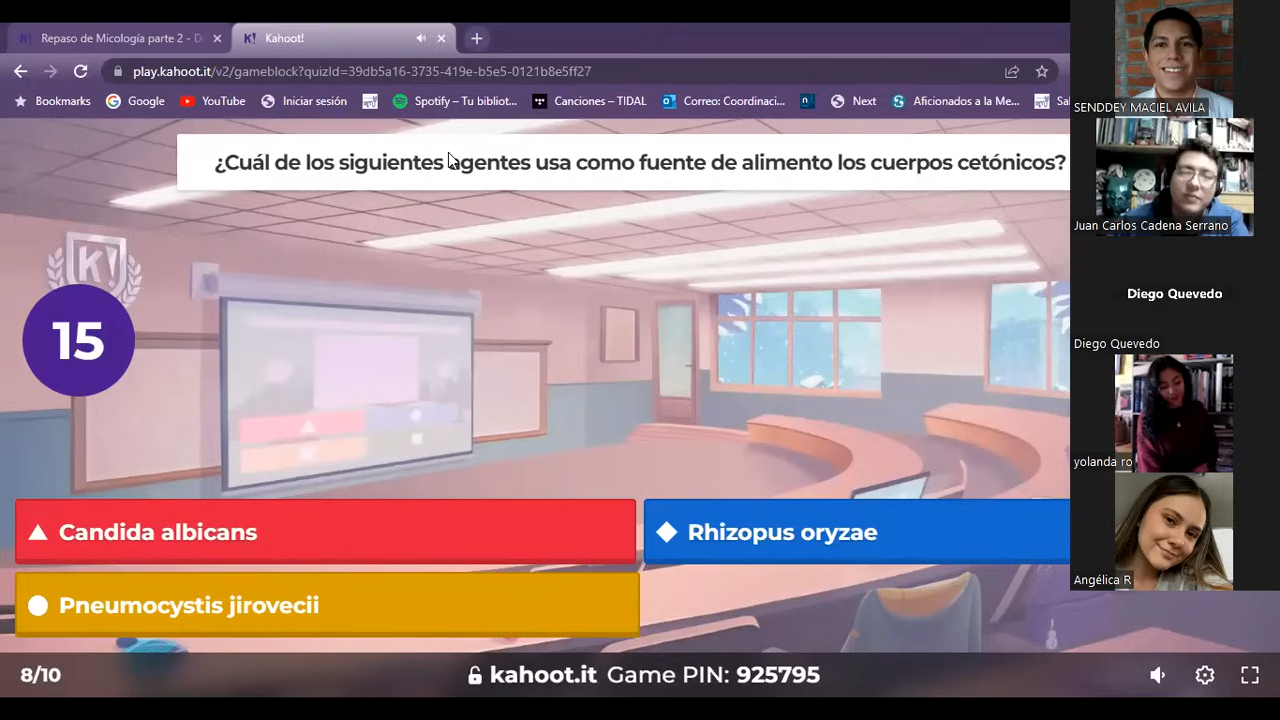 Repaso de Micología parte 2 - D
Kahoot!
play.kahoot.it/v2/gameblock?quizId=39db5a16-3735-419e-b5e5-0121b8e5ff27
Bookmarks
Google
YouTube
Iniciar sesión
Spotify – Tu bibliot...
Canciones – TIDAL
Correo: Coordinaci...
Next
Aficionados a la Me...
Sal
¿Cuál de los siguientes agentes usa como fuente de alimento los cuerpos cetónicos?
K!
15
Candida albicans
Rhizopus oryzae
Pneumocystis jirovecii
8/10
kahoot.it Game PIN: 925795
SENDDEY MACIEL AVILA
Juan Carlos Cadena Serrano
Diego Quevedo
Diego Quevedo
yolanda ro
Angélica R